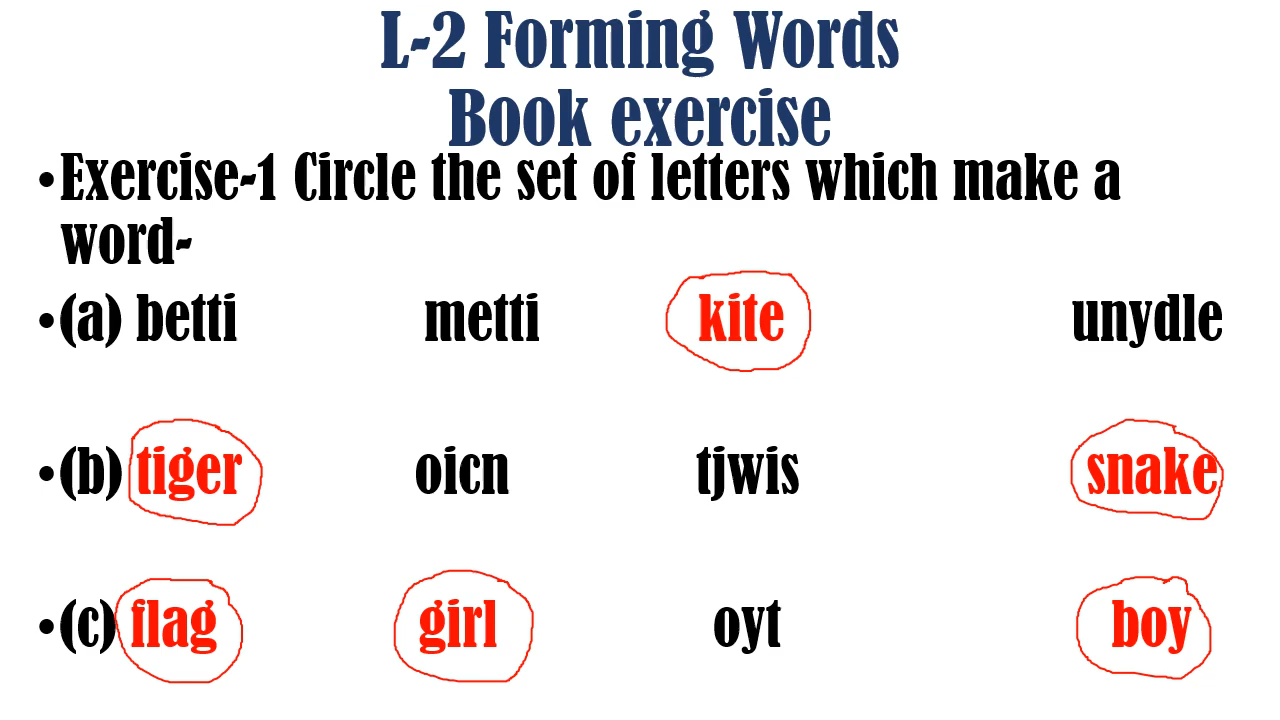 L-2 Forming Words
Book exercise
•Exercise-1 Circle the set of letters which make a
word-
•(a) betti metti kite unydle
•(b) tiger oicn tjwis snake
•(c) flag girl oyt boy